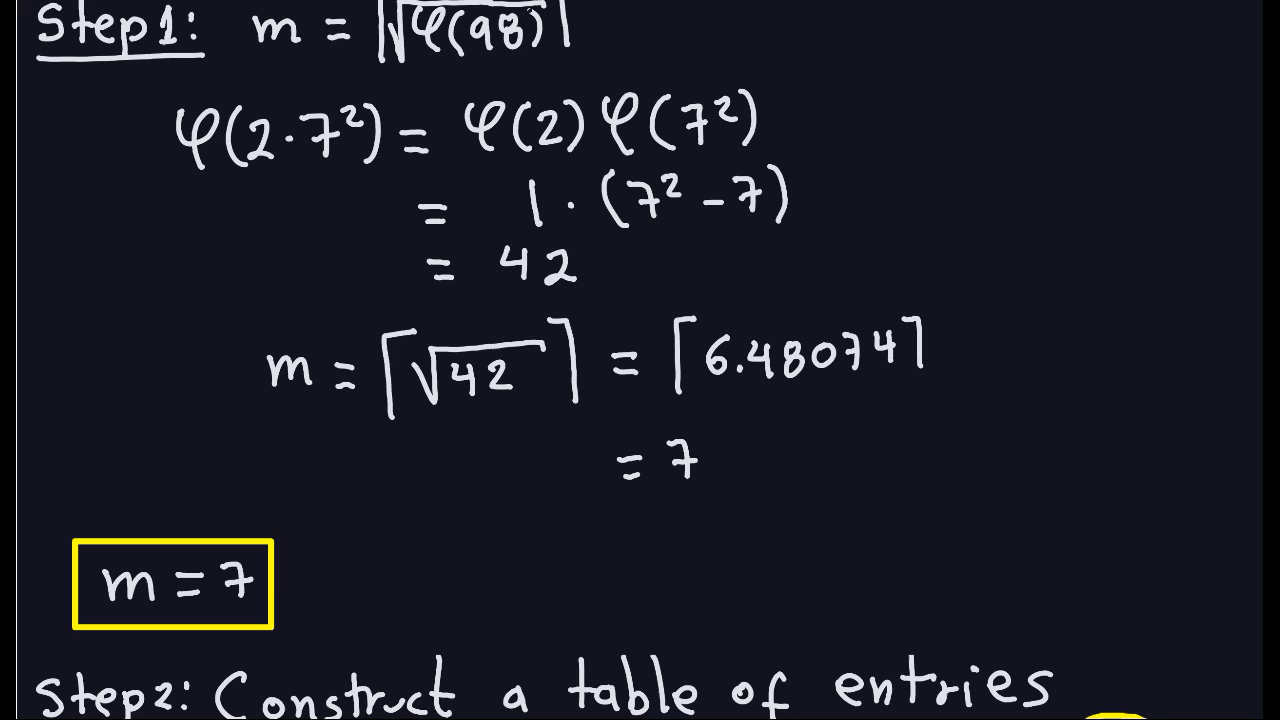 Step1: m = ⌈√φ(98)⌉
φ(2·7²) = φ(2) φ(7²)
= 1 · (7² - 7)
= 42
m = ⌈√42⌉ = ⌈6.48074⌉
= 7
m = 7
Step2: Construct a table of entries